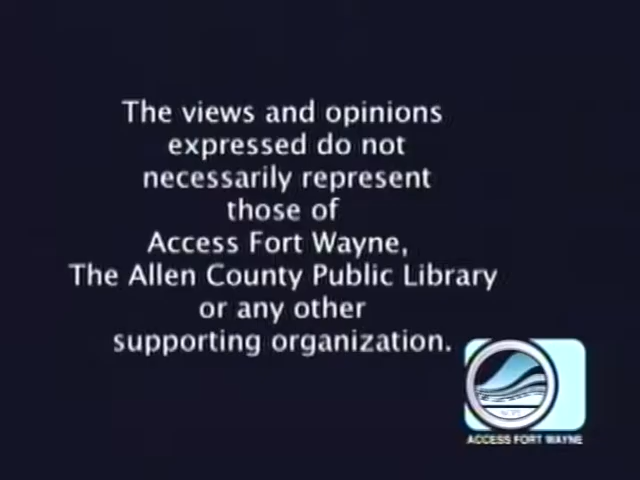 The views and opinions
expressed do not
necessarily represent
those of
Access Fort Wayne,
The Allen County Public Library
or any other
supporting organization.
ACCESS FORT WAYNE